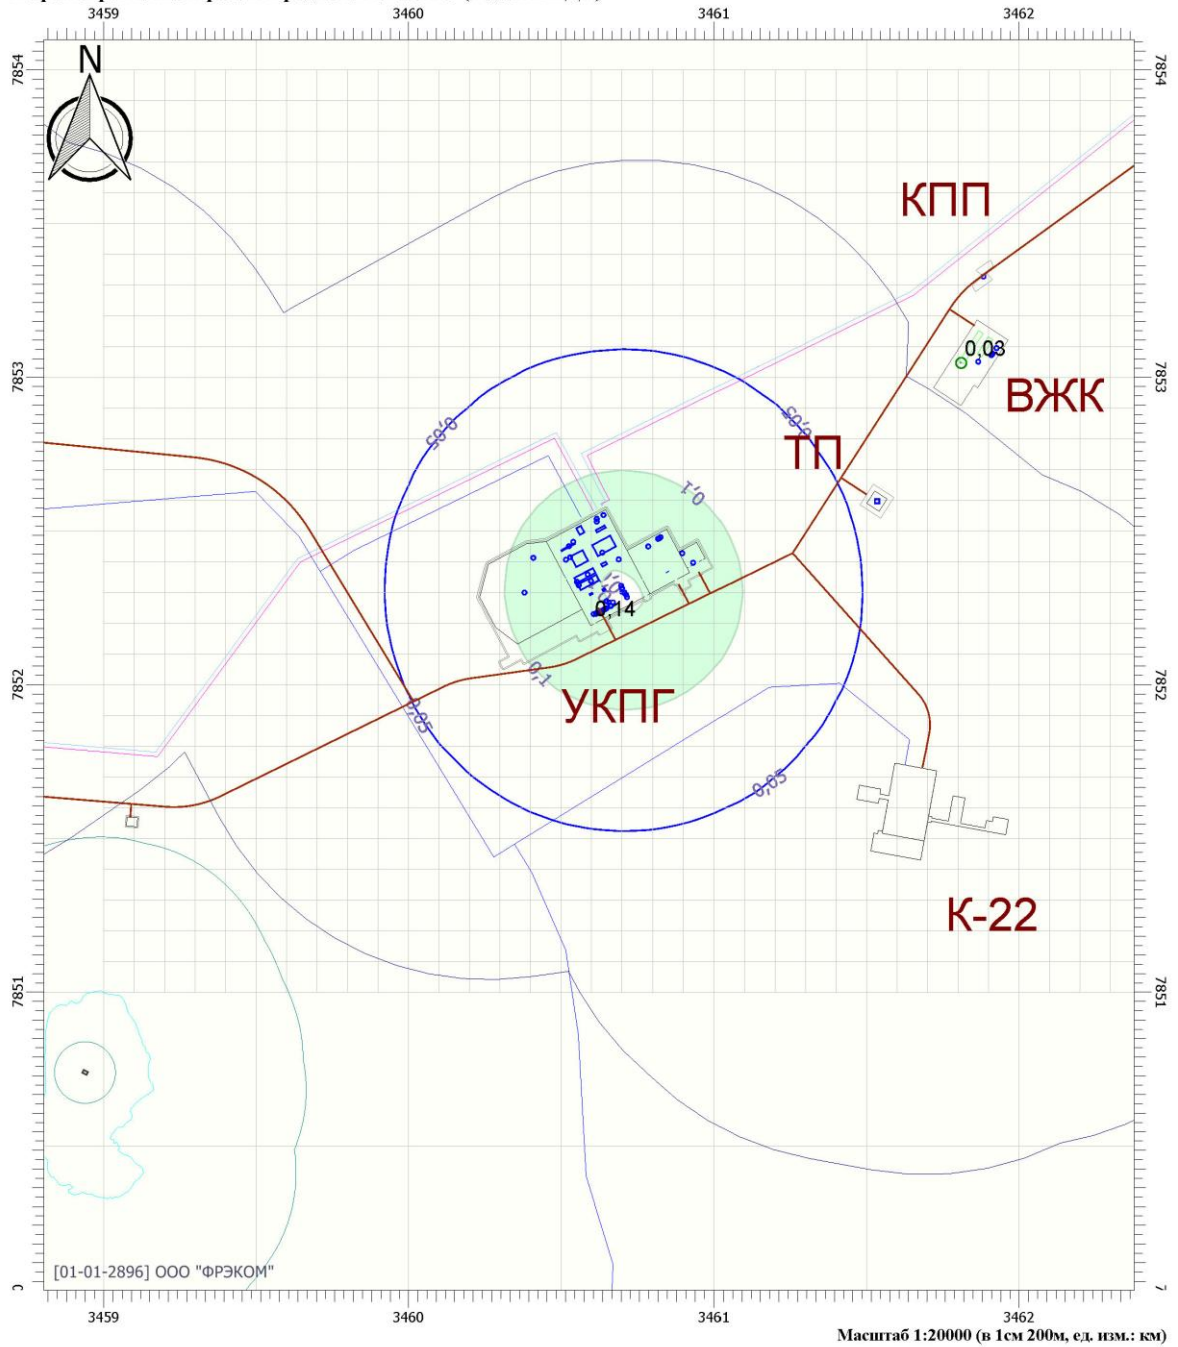 3459 3460 3461 3462
N
7854 7854
КПП
0,03
7853 7853
ВЖК
0,05 0,05
ТП
0,1
0,14
7852 7852
0,1
УКПГ
0,05
0,05
К-22
7851 7851
[01-01-2896] ООО "ФРЭКОМ"
3459 3460 3461 3462
Масштаб 1:20000 (в 1см 200м, ед. изм.: км)